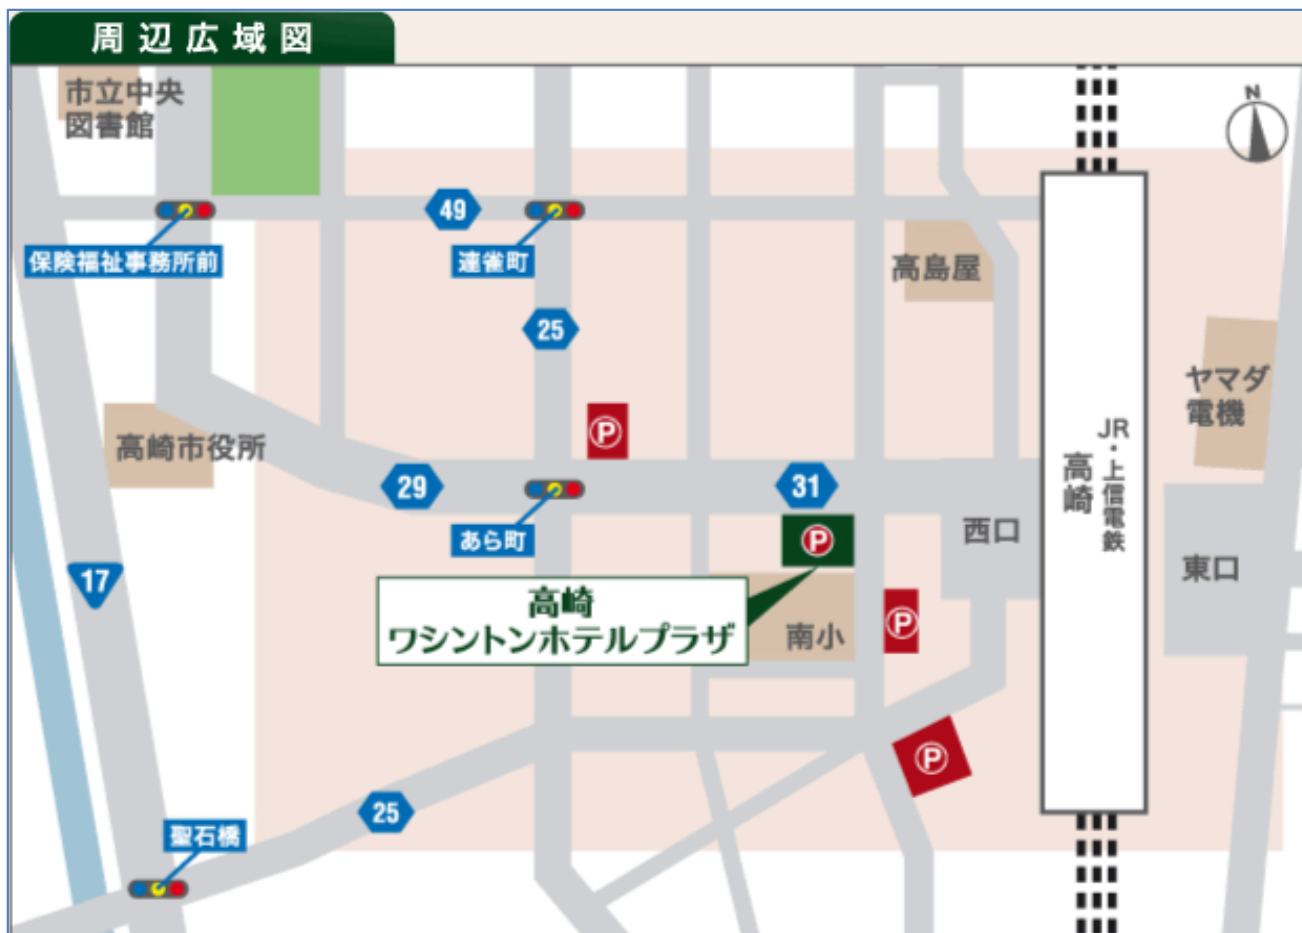 周辺広域図
市立中央
図書館
N
49
保険福祉事務所前
連雀町
高島屋
25
ヤマダ
電機
JR・上信電鉄
高崎
高崎市役所
P
29
31
あら町
P
西口
東口
17
高崎
ワシントンホテルプラザ
南小
P
P
25
聖石橋